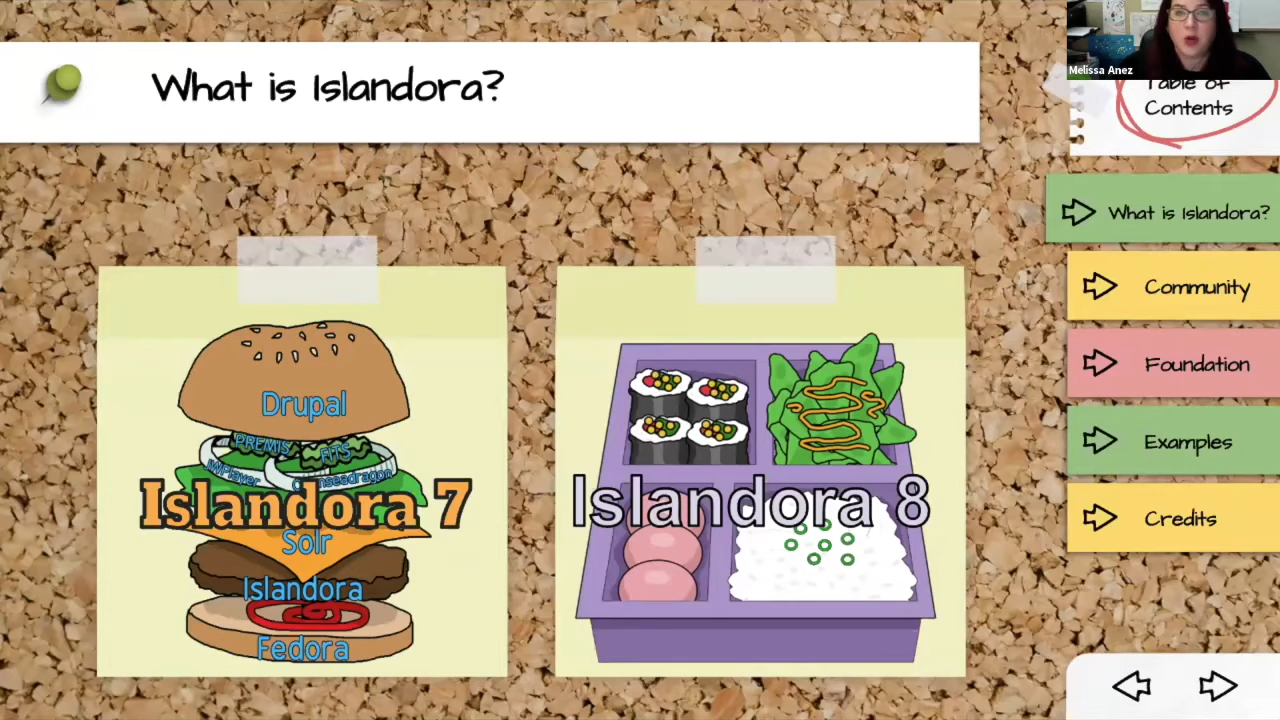 What is Islandora?
Melissa Anez
Table of
Contents
What is Islandora?
Community
Foundation
Examples
Credits
Drupal
PREMIS
FITS
JWPlayer
Islandora 7
Solr
Islandora
Fedora
Islandora 8